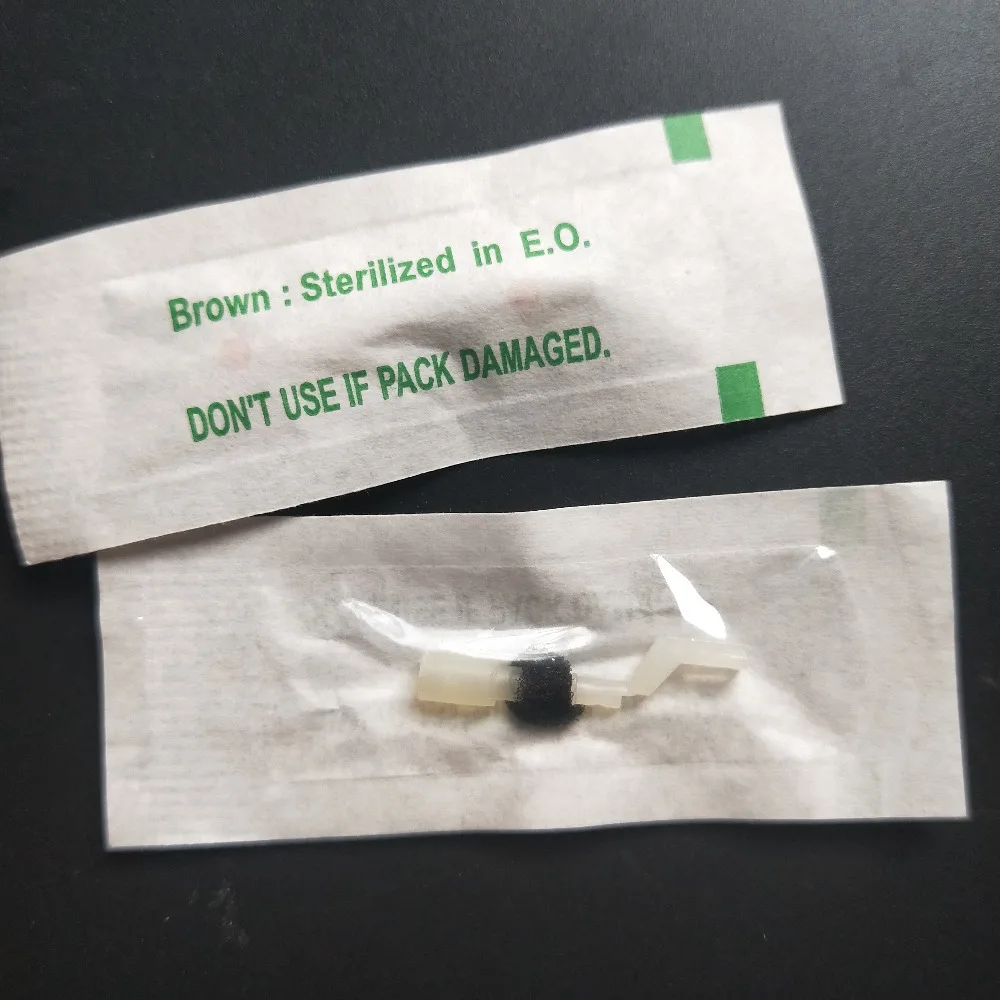 Brown : Sterilized in E.O.
DON'T USE IF PACK DAMAGED.